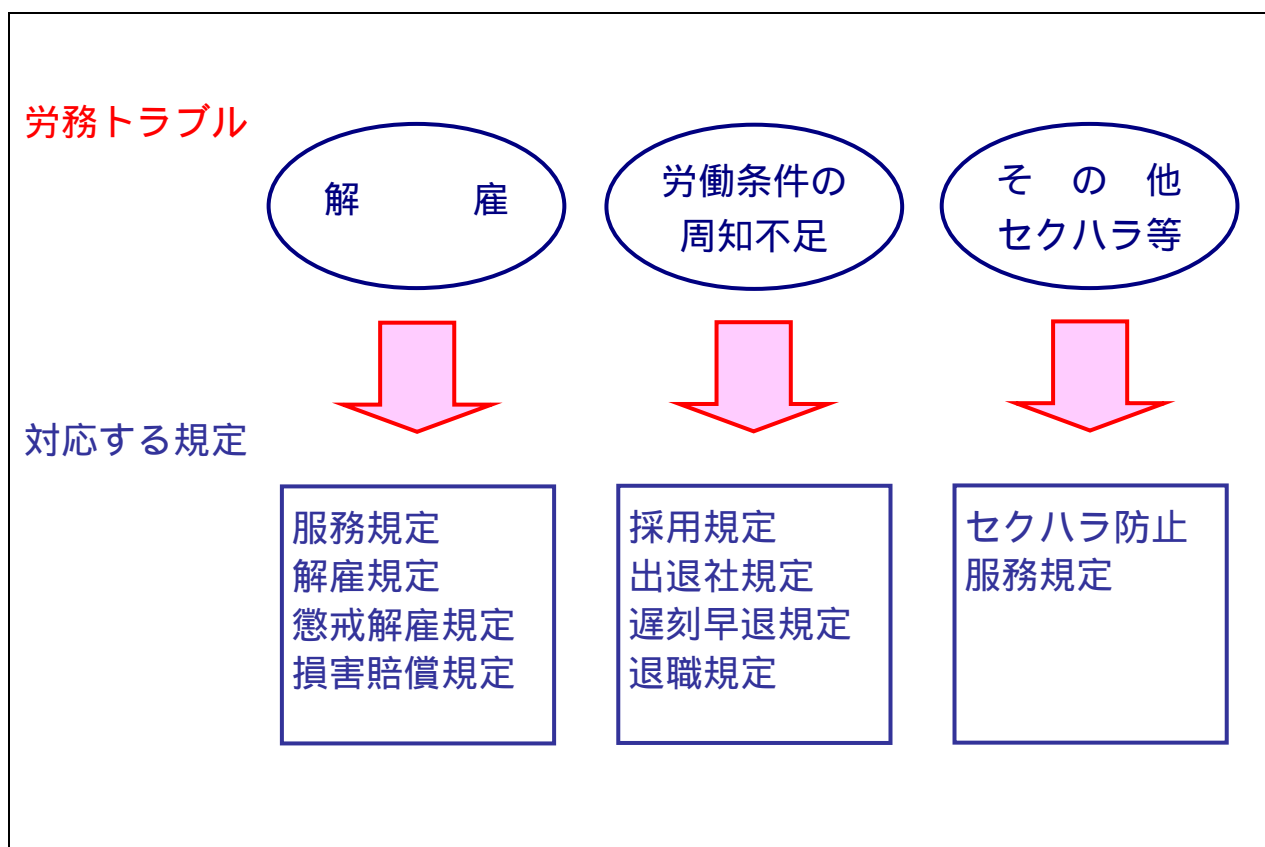 労務トラブル
解　　　雇
労働条件の
周知不足
そ　の　他
セクハラ等
対応する規定
服務規定
解雇規定
懲戒解雇規定
損害賠償規定
採用規定
出退社規定
遅刻早退規定
退職規定
セクハラ防止
服務規定